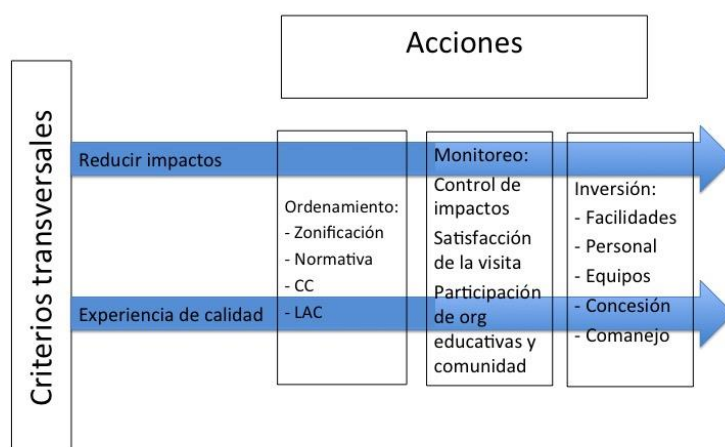 Acciones
Criterios transversales
Reducir impactos
Experiencia de calidad
Ordenamiento:
- Zonificación
- Normativa
- CC
- LAC
Monitoreo:
Control de
impactos
Satisfacción
de la visita
Participación
de org
educativas y
comunidad
Inversión:
- Facilidades
- Personal
- Equipos
- Concesión
- Comanejo